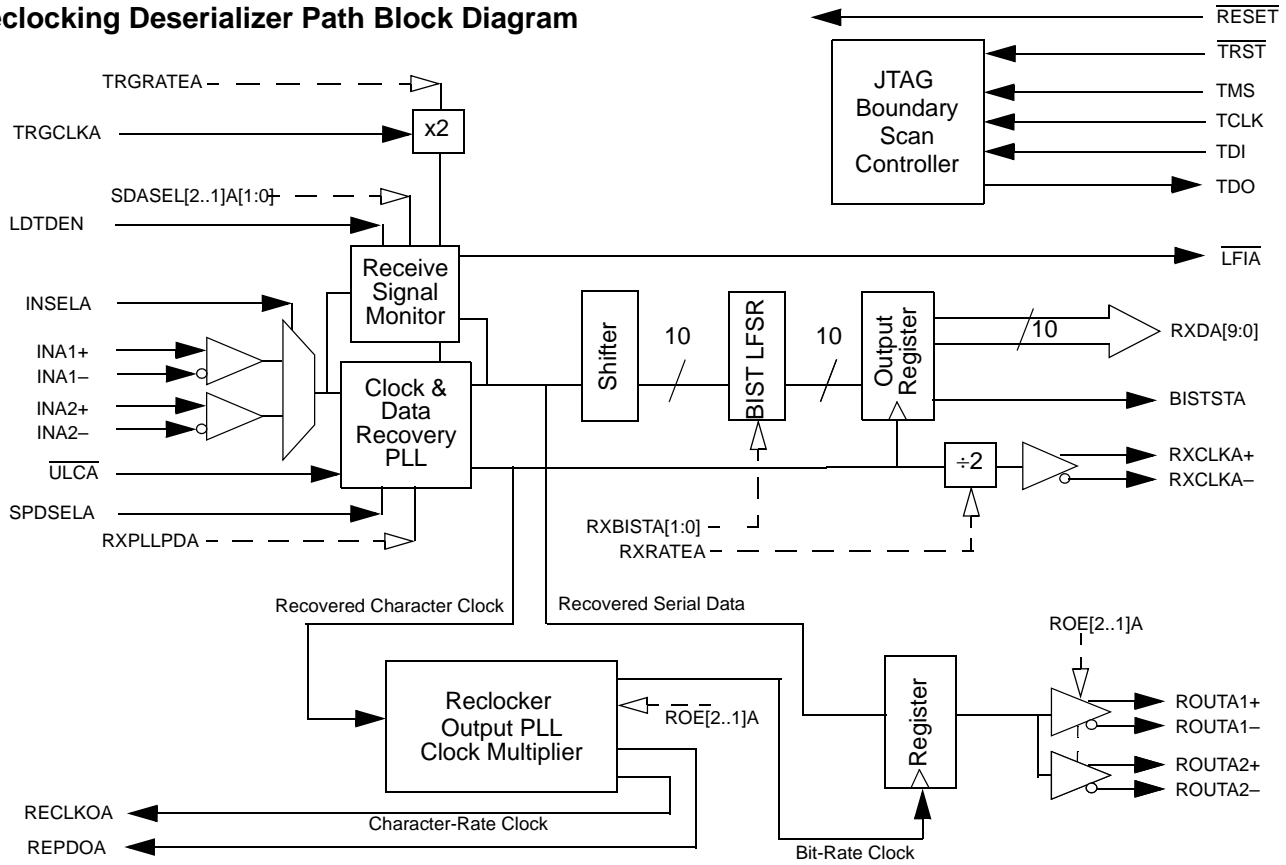 eclocking Deserializer Path Block Diagram
RESET
TRST
TMS
TCLK
TDI
TDO
JTAG
Boundary
Scan
Controller
TRGRATEA
TRGCLKA
x2
SDASEL[2..1]A[1:0]
LDTDEN
LFIA
Receive
Signal
Monitor
INSELA
INA1+
INA1–
INA2+
INA2–
ULCA
SPDSELA
RXPLLPDA
Clock &
Data
Recovery
PLL
Shifter
10
BIST LFSR
10
Output
Register
10
RXDA[9:0]
BISTSTA
÷2
RXCLKA+
RXCLKA–
RXBISTA[1:0]
RXRATEA
Recovered Character Clock
Recovered Serial Data
ROE[2..1]A
Reclocker
Output PLL
Clock Multiplier
ROE[2..1]A
Register
ROUTA1+
ROUTA1–
ROUTA2+
ROUTA2–
RECLKOA
Character-Rate Clock
REPDOA
Bit-Rate Clock